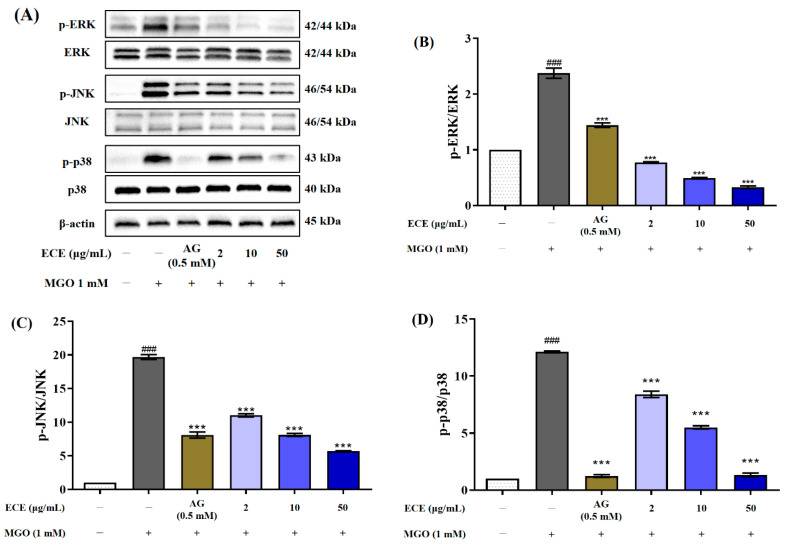 (A)
p-ERK 42/44 kDa
ERK 42/44 kDa
p-JNK 46/54 kDa
JNK 46/54 kDa
p-p38 43 kDa
p38 40 kDa
β-actin 45 kDa
ECE (μg/mL) – – AG 2 10 50
(0.5 mM)
MGO 1 mM – + + + + +
(B)
p-ERK/ERK
3
2
1
0
###
***
***
***
***
ECE (μg/mL) – – AG 2 10 50
(0.5 mM)
MGO (1 mM) – + + + + +
(C)
p-JNK/JNK
25
20
15
10
5
0
###
***
***
***
***
ECE (μg/mL) – – AG 2 10 50
(0.5 mM)
MGO (1 mM) – + + + + +
(D)
p-p38/p38
15
10
5
0
###
***
***
***
***
ECE (μg/mL) – – AG 2 10 50
(0.5 mM)
MGO (1 mM) – + + + + +